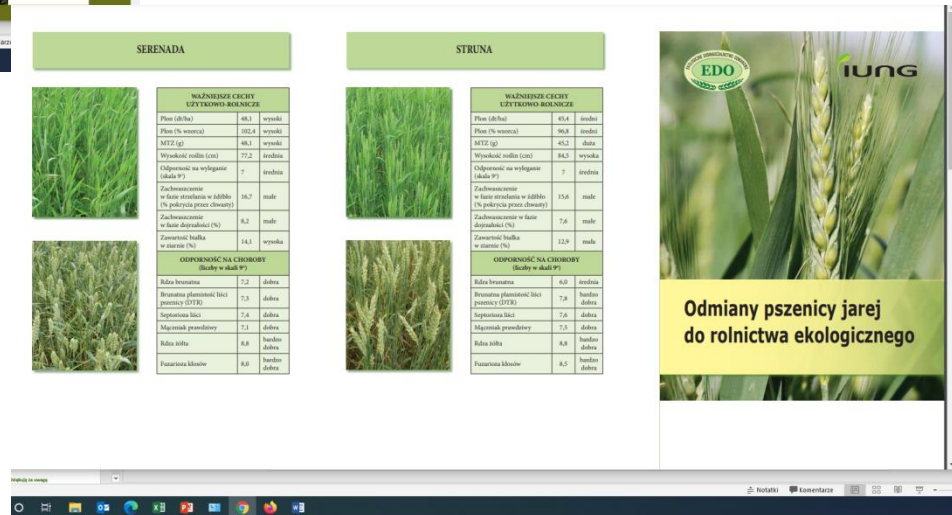 SERENADA
WAŻNIEJSZE CECHY
UŻYTKOWO-ROLNICZE
Plon (dt/ha) 48,1 wysoki
Plon (% wzorca) 102,4 wysoki
MTZ (g) 48,1 wysoki
Wysokość roślin (cm) 77,2 średnia
Odporność na wyleganie
(skala 9°) 7 średnia
Zachwaszczenie
w fazie strzelania w źdźbło
(% pokrycia przez chwasty) 16,7 małe
Zachwaszczenie
w fazie dojrzałości (%) 8,2 małe
Zawartość białka
w ziarnie (%) 14,1 wysoka
ODPORNOŚĆ NA CHOROBY
(liczby w skali 9°)
Rdza brunatna 7,2 dobra
Brunatna plamistość liści
pszenicy (DTR) 7,3 dobra
Septorioza liści 7,4 dobra
Mączniak prawdziwy 7,1 dobra
Rdza żółta 8,8 bardzo
dobra
Fuzarioza kłosów 8,0 bardzo
dobra
STRUNA
WAŻNIEJSZE CECHY
UŻYTKOWO-ROLNICZE
Plon (dt/ha) 45,4 średni
Plon (% wzorca) 96,8 średni
MTZ (g) 45,2 duża
Wysokość roślin (cm) 84,5 wysoka
Odporność na wyleganie
(skala 9°) 7 średnia
Zachwaszczenie
w fazie strzelania w źdźbło
(% pokrycia przez chwasty) 15,6 małe
Zachwaszczenie w fazie
dojrzałości (%) 7,6 małe
Zawartość białka
w ziarnie (%) 12,9 mała
ODPORNOŚĆ NA CHOROBY
(liczby w skali 9°)
Rdza brunatna 6,0 średnia
Brunatna plamistość liści
pszenicy (DTR) 7,8 bardzo
dobra
Septorioza liści 7,6 dobra
Mączniak prawdziwy 7,5 dobra
Rdza żółta 8,8 bardzo
dobra
Fuzarioza kłosów 8,5 bardzo
dobra
EDO
IUNG
Odmiany pszenicy jarej
do rolnictwa ekologicznego
Notatki Komentarze